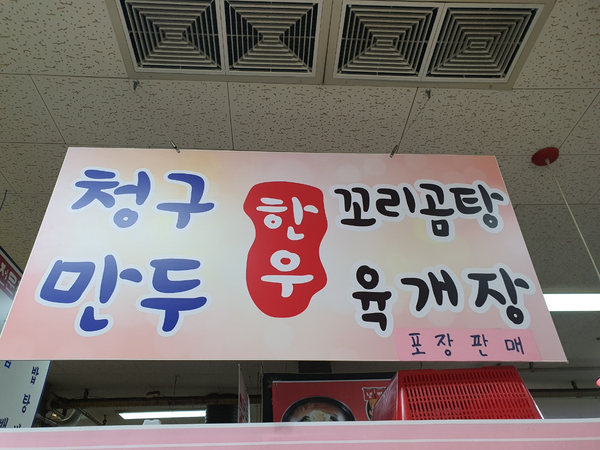 청구
만두
한우
꼬리곰탕
육개장
포장판매